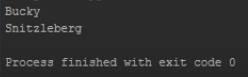 Bucky
Snitzleberg
Process finished with exit code 0